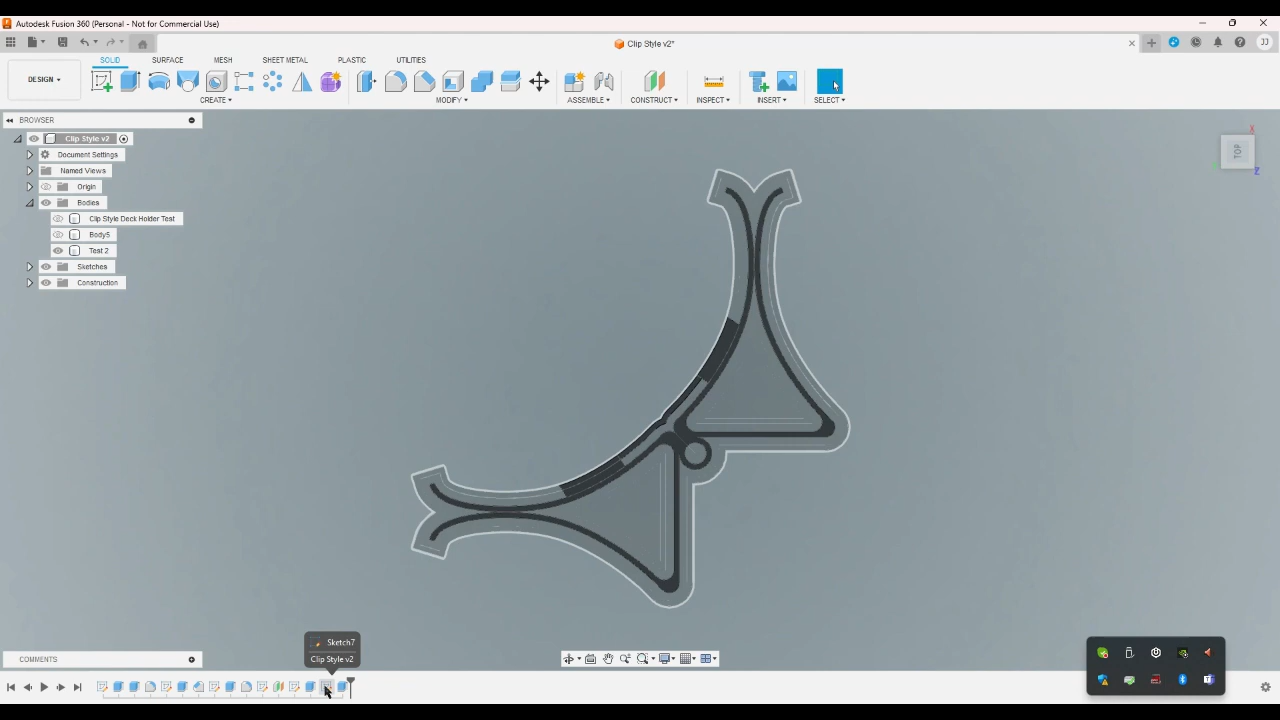 Autodesk Fusion 360 (Personal - Not for Commercial Use)
Clip Style v2*
JJ
SOLID SURFACE MESH SHEET METAL PLASTIC UTILITIES
DESIGN
CREATE MODIFY ASSEMBLE CONSTRUCT INSPECT INSERT SELECT
BROWSER
Clip Style v2
Document Settings
Named Views
Origin
Bodies
Clip Style Deck Holder Test
Body5
Test 2
Sketches
Construction
X
TOP
Z
Sketch7
Clip Style v2
COMMENTS